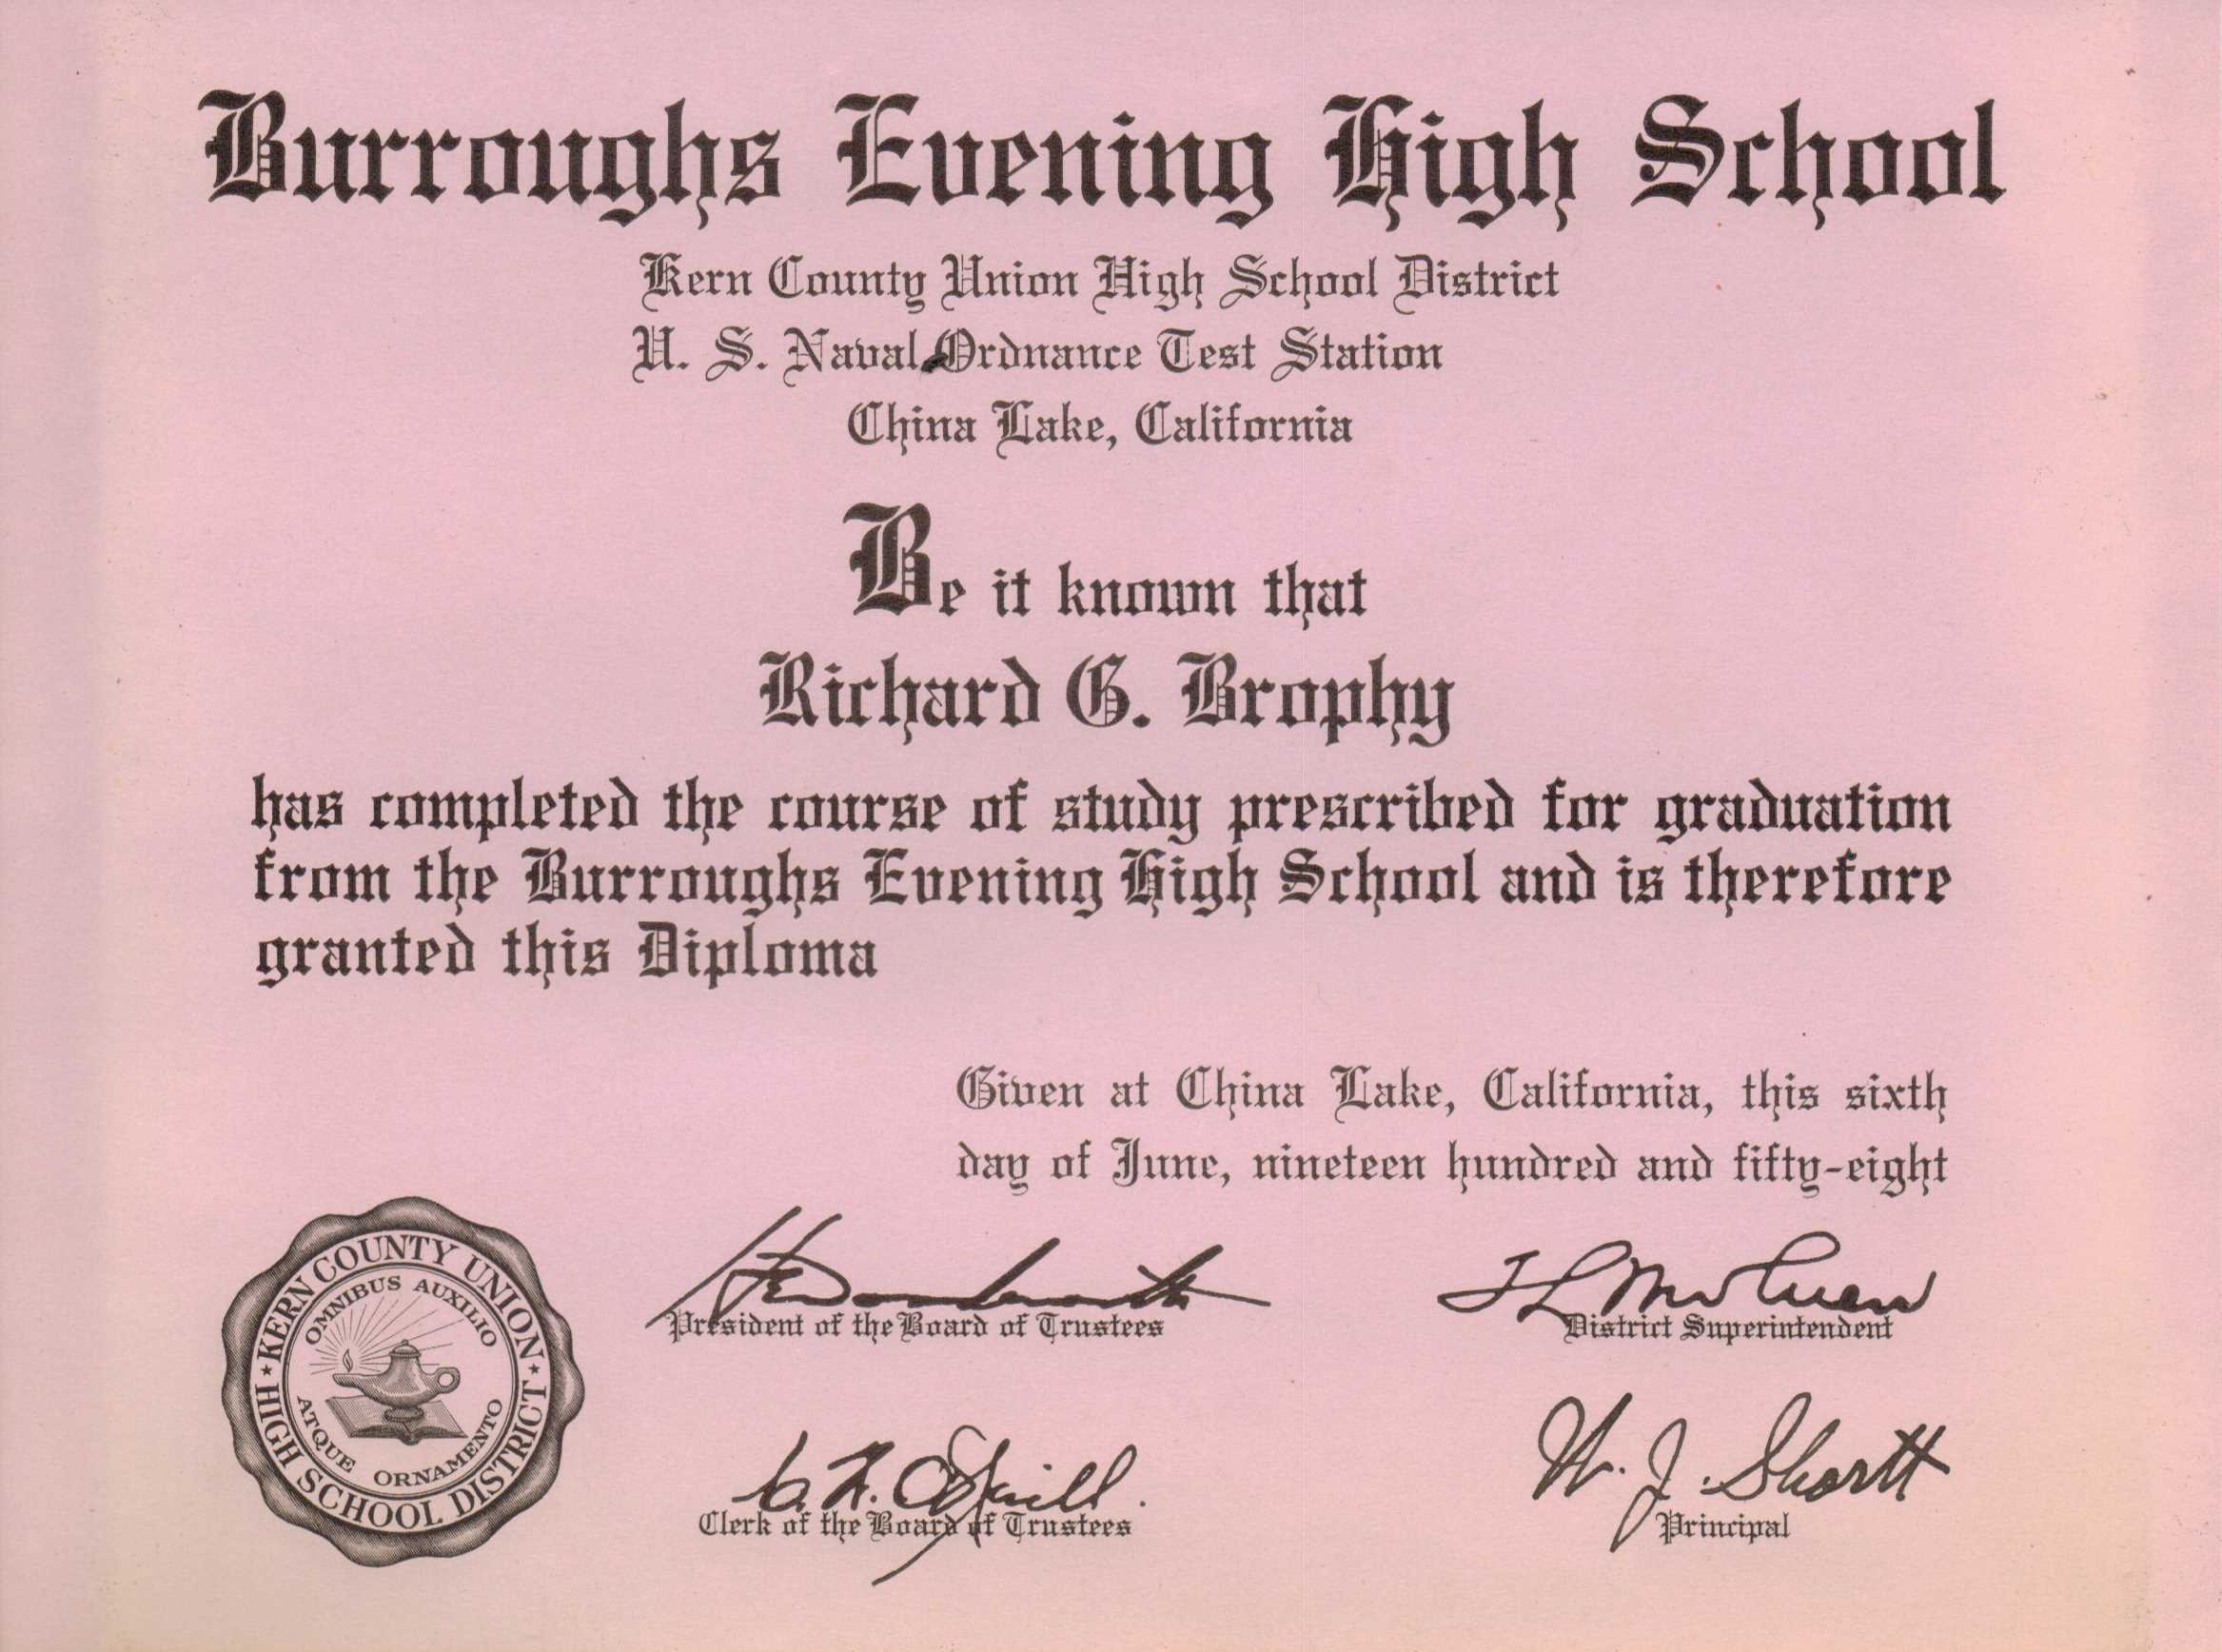 Burroughs Evening High School
Kern County Union High School District
U. S. Naval Ordnance Test Station
China Lake, California
Be it known that
Richard G. Brophy
has completed the course of study prescribed for graduation
from the Burroughs Evening High School and is therefore
granted this Diploma
Given at China Lake, California, this sixth
day of June, nineteen hundred and fifty-eight
KERN COUNTY UNION
HIGH SCHOOL DISTRICT
OMNIBUS AUXILIO
ATQUE ORNAMENTO
President of the Board of Trustees
District Superintendent
Clerk of the Board of Trustees
W. J. Shortt
Principal